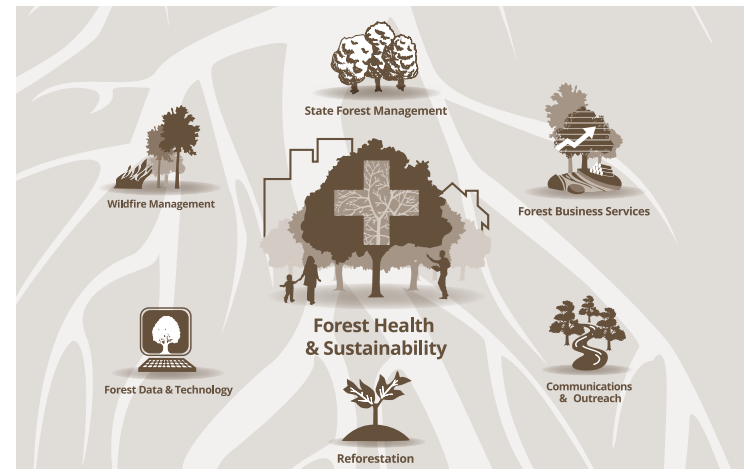 State Forest Management
Wildfire Management
Forest Business Services
Forest Health
& Sustainability
Forest Data & Technology
Communications
& Outreach
Reforestation